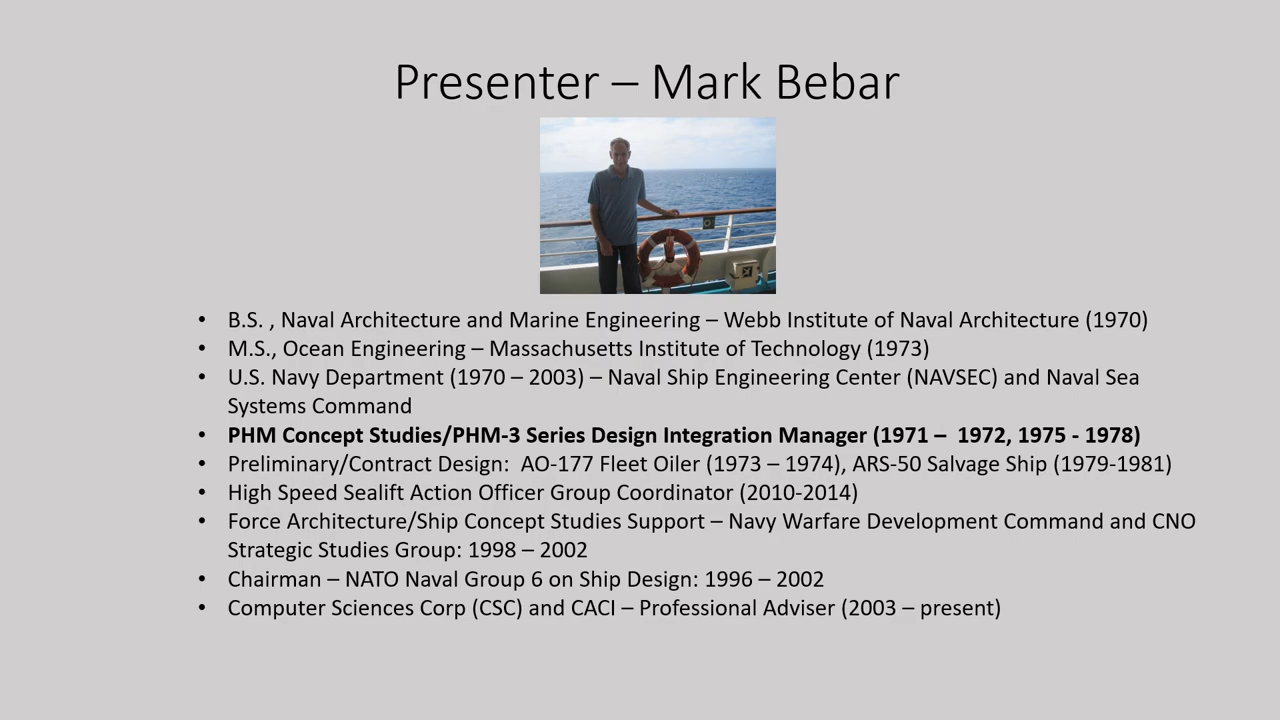 Presenter – Mark Bebar
• B.S. , Naval Architecture and Marine Engineering – Webb Institute of Naval Architecture (1970)
• M.S., Ocean Engineering – Massachusetts Institute of Technology (1973)
• U.S. Navy Department (1970 – 2003) – Naval Ship Engineering Center (NAVSEC) and Naval Sea
Systems Command
• PHM Concept Studies/PHM-3 Series Design Integration Manager (1971 –  1972, 1975 - 1978)
• Preliminary/Contract Design:  AO-177 Fleet Oiler (1973 – 1974), ARS-50 Salvage Ship (1979-1981)
• High Speed Sealift Action Officer Group Coordinator (2010-2014)
• Force Architecture/Ship Concept Studies Support – Navy Warfare Development Command and CNO
Strategic Studies Group: 1998 – 2002
• Chairman – NATO Naval Group 6 on Ship Design: 1996 – 2002
• Computer Sciences Corp (CSC) and CACI – Professional Adviser (2003 – present)